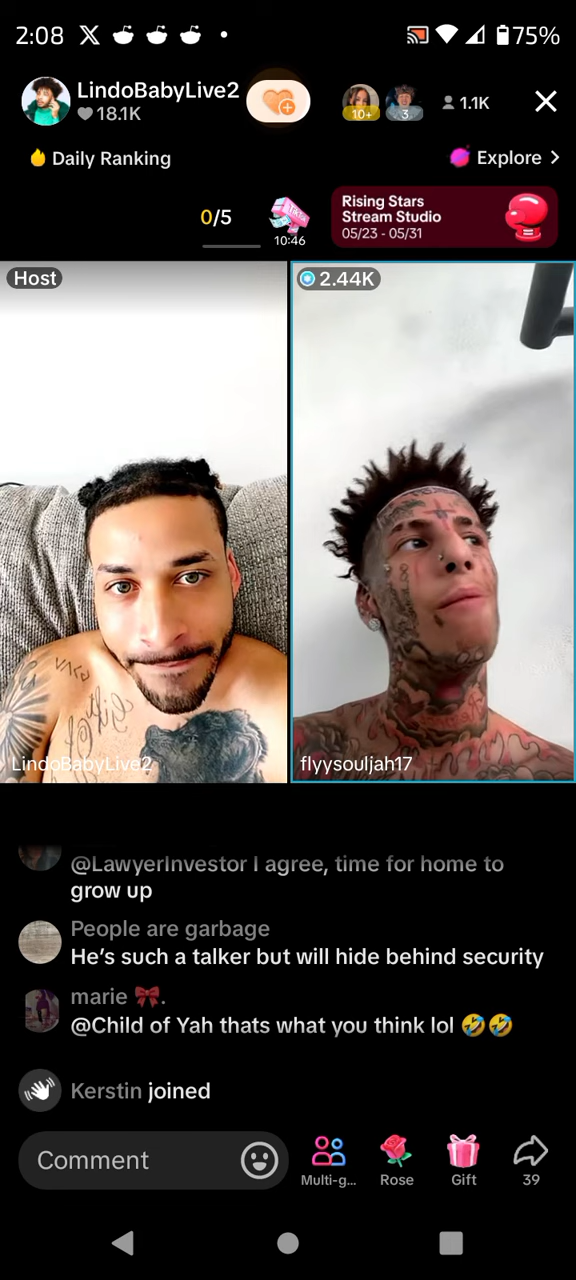 2:08
75%
LindoBabyLive2
18.1K
10+
3
1.1K
Daily Ranking
Explore
0/5
10:46
Rising Stars
Stream Studio
05/23 - 05/31
Host
2.44K
LindoBabyLive2
flyysouljah17
@LawyerInvestor I agree, time for home to
grow up
People are garbage
He's such a talker but will hide behind security
marie 🎀.
@Child of Yah thats what you think lol 🤣🤣
Kerstin joined
Comment
Multi-g...
Rose
Gift
39